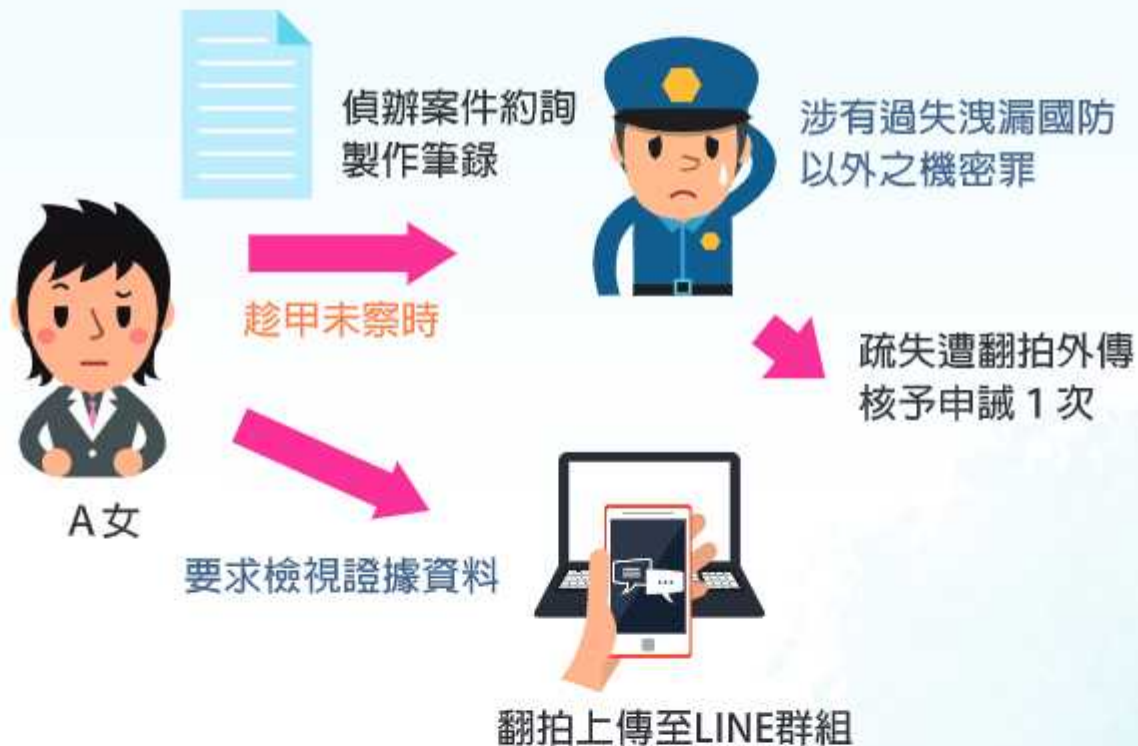 偵辦案件約詢
製作筆錄
涉有過失洩漏國防
以外之機密罪
趁甲未察時
疏失遭翻拍外傳
核予申誡1次
A女
要求檢視證據資料
翻拍上傳至LINE群組